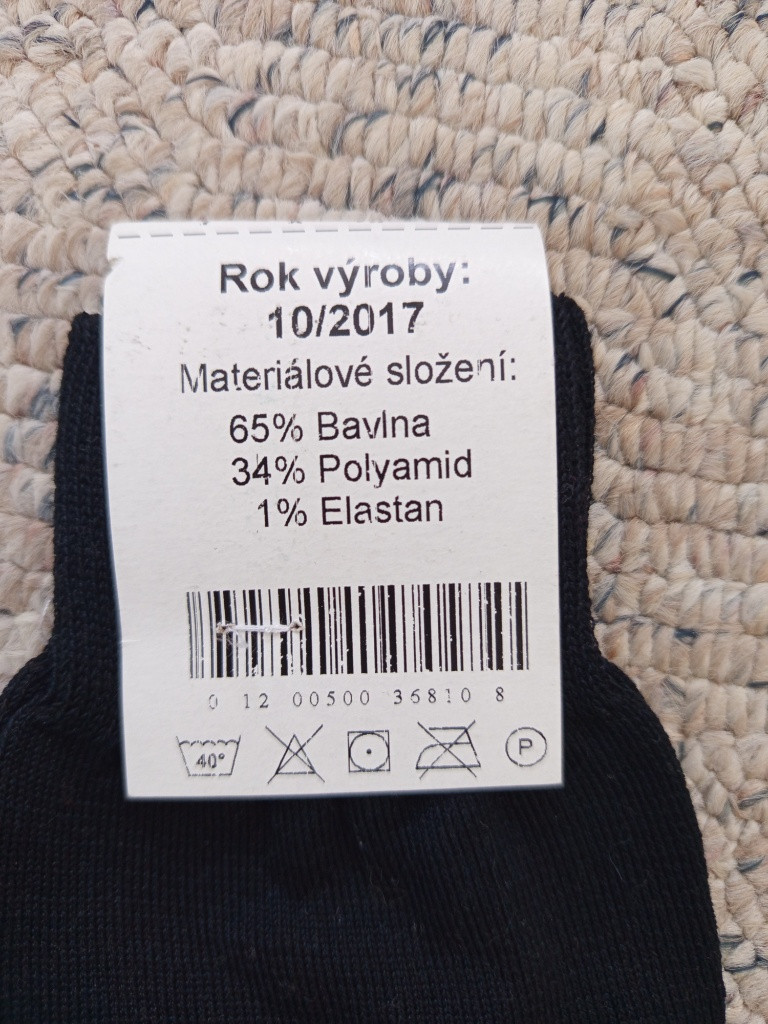 Rok výroby:
10/2017
Materiálové složení:
65% Bavlna
34% Polyamid
1% Elastan
0 12 00500 36810 8
40° P